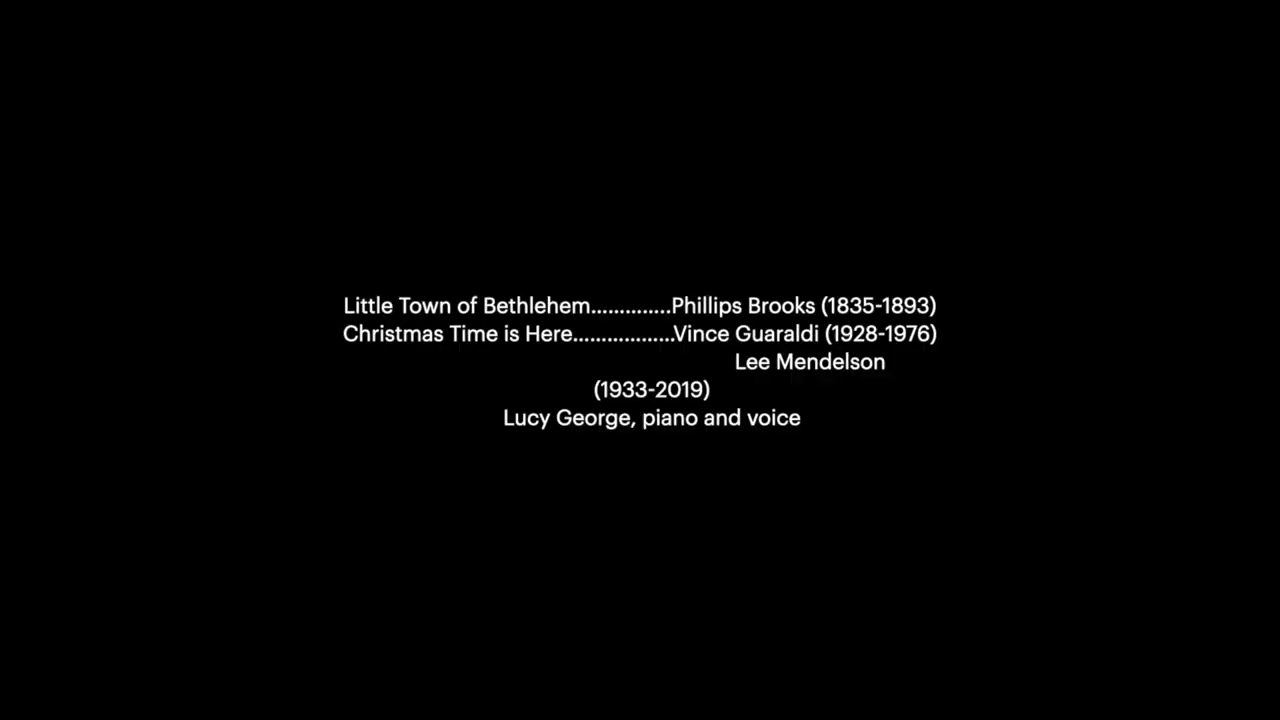 Little Town of Bethlehem..............Phillips Brooks (1835-1893)
Christmas Time is Here..................Vince Guaraldi (1928-1976)
Lee Mendelson
(1933-2019)
Lucy George, piano and voice